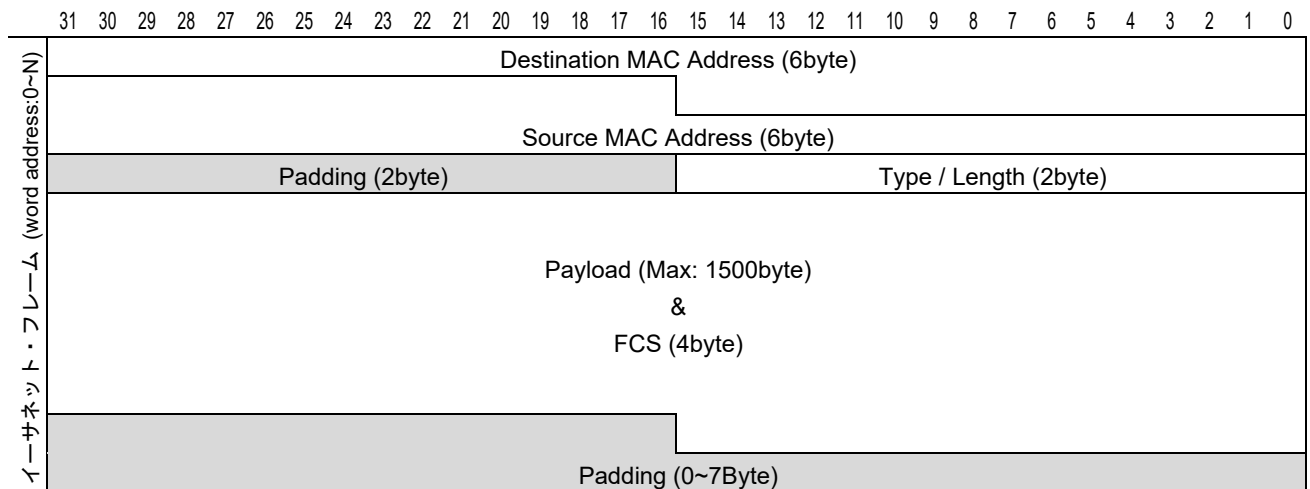 31 30 29 28 27 26 25 24 23 22 21 20 19 18 17 16 15 14 13 12 11 10 9 8 7 6 5 4 3 2 1 0
イーサネット・フレーム (word address:0~N)
Destination MAC Address (6byte)
Source MAC Address (6byte)
Padding (2byte) Type / Length (2byte)
Payload (Max: 1500byte)
&
FCS (4byte)
Padding (0~7Byte)